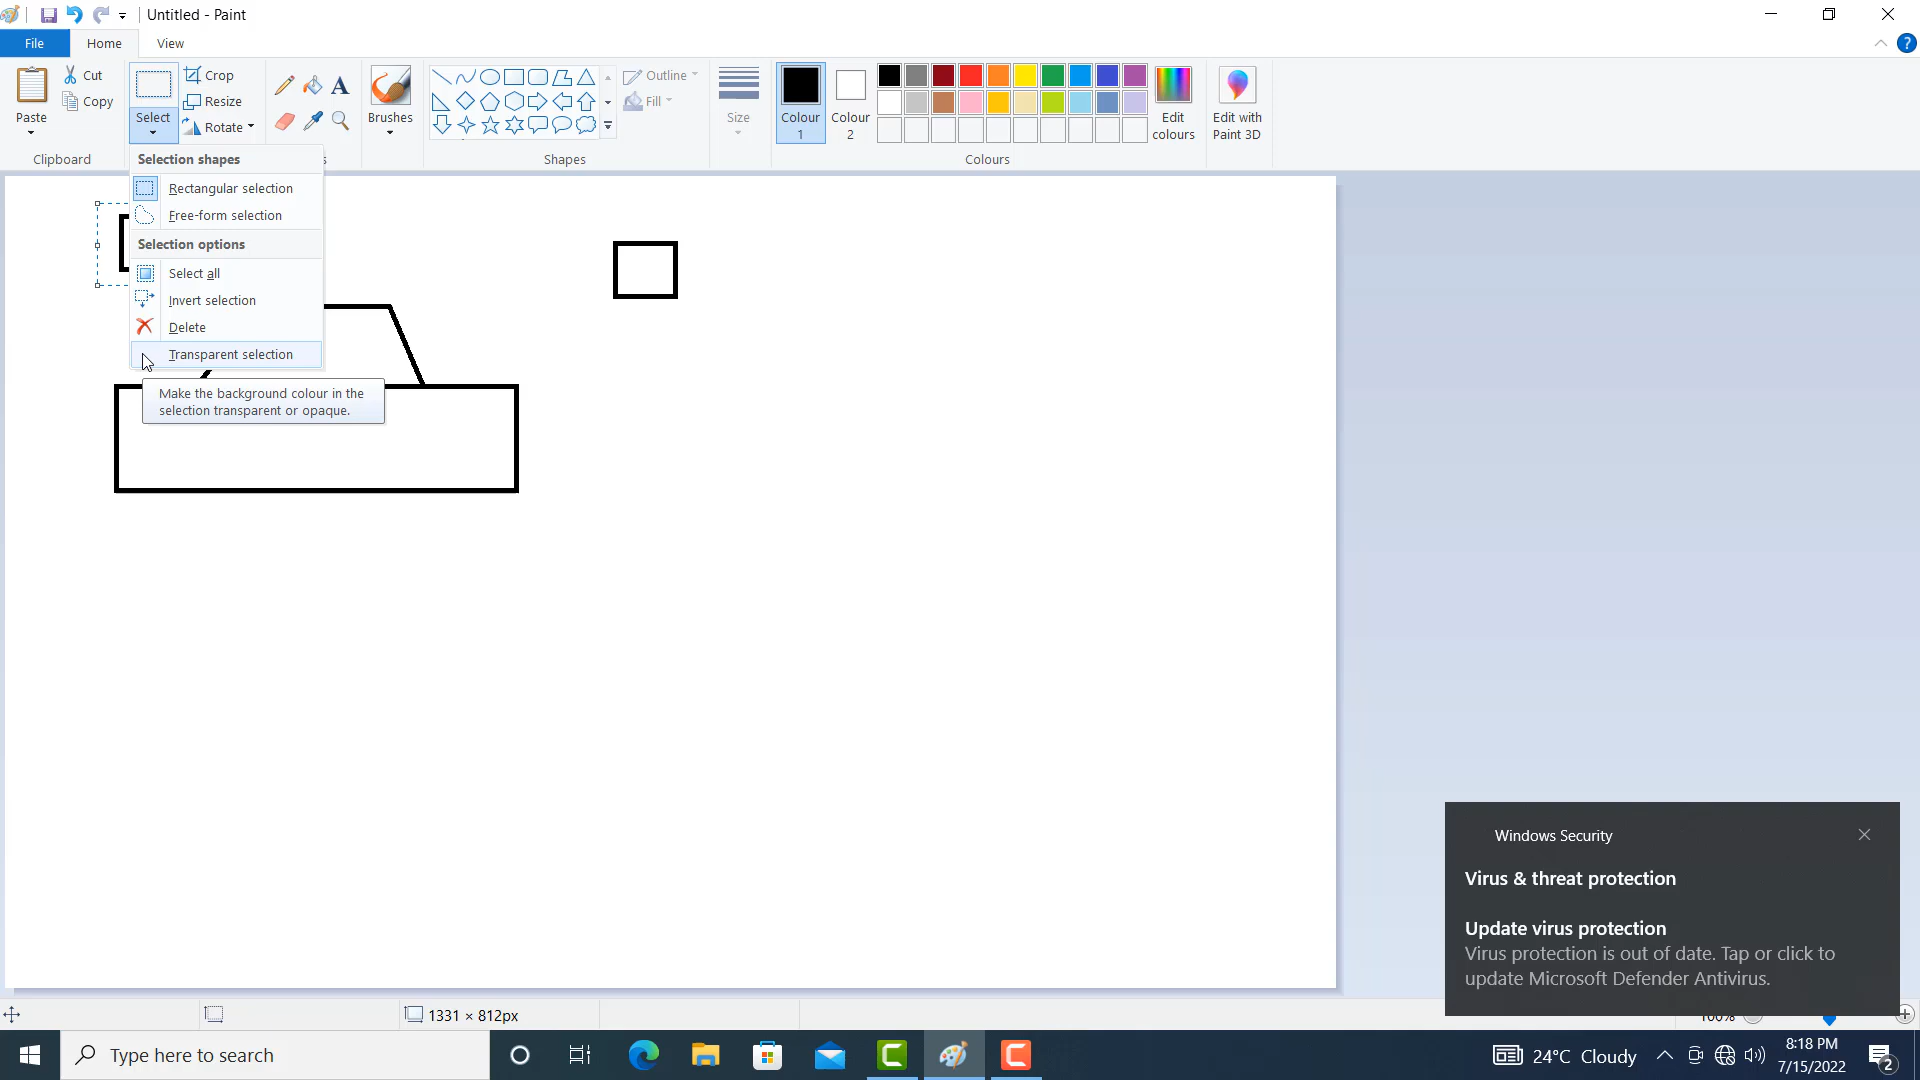 Untitled - Paint
File
Home
View
Paste
Cut
Copy
Clipboard
Select
Crop
Resize
Rotate
A
Brushes
Outline
Fill
Shapes
Size
Colour 1
Colour 2
Edit colours
Colours
Edit with Paint 3D
?
Selection shapes
s
Rectangular selection
Free-form selection
Selection options
Select all
Invert selection
Delete
Transparent selection
Make the background colour in the
selection transparent or opaque.
Windows Security
Virus & threat protection
Update virus protection
Virus protection is out of date. Tap or click to
update Microsoft Defender Antivirus.
1331 × 812px
100%
Type here to search
24°C Cloudy
8:18 PM
7/15/2022
2